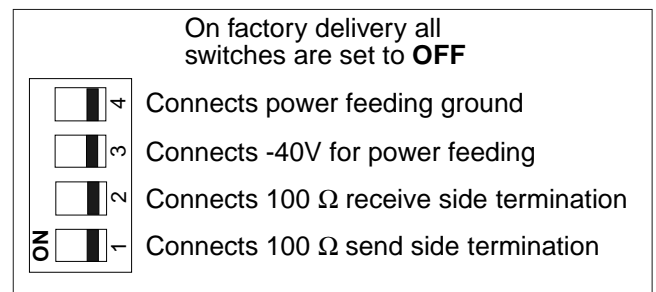 On factory delivery all
switches are set to OFF
4 Connects power feeding ground
3 Connects -40V for power feeding
2 Connects 100 Ω receive side termination
ON 1 Connects 100 Ω send side termination